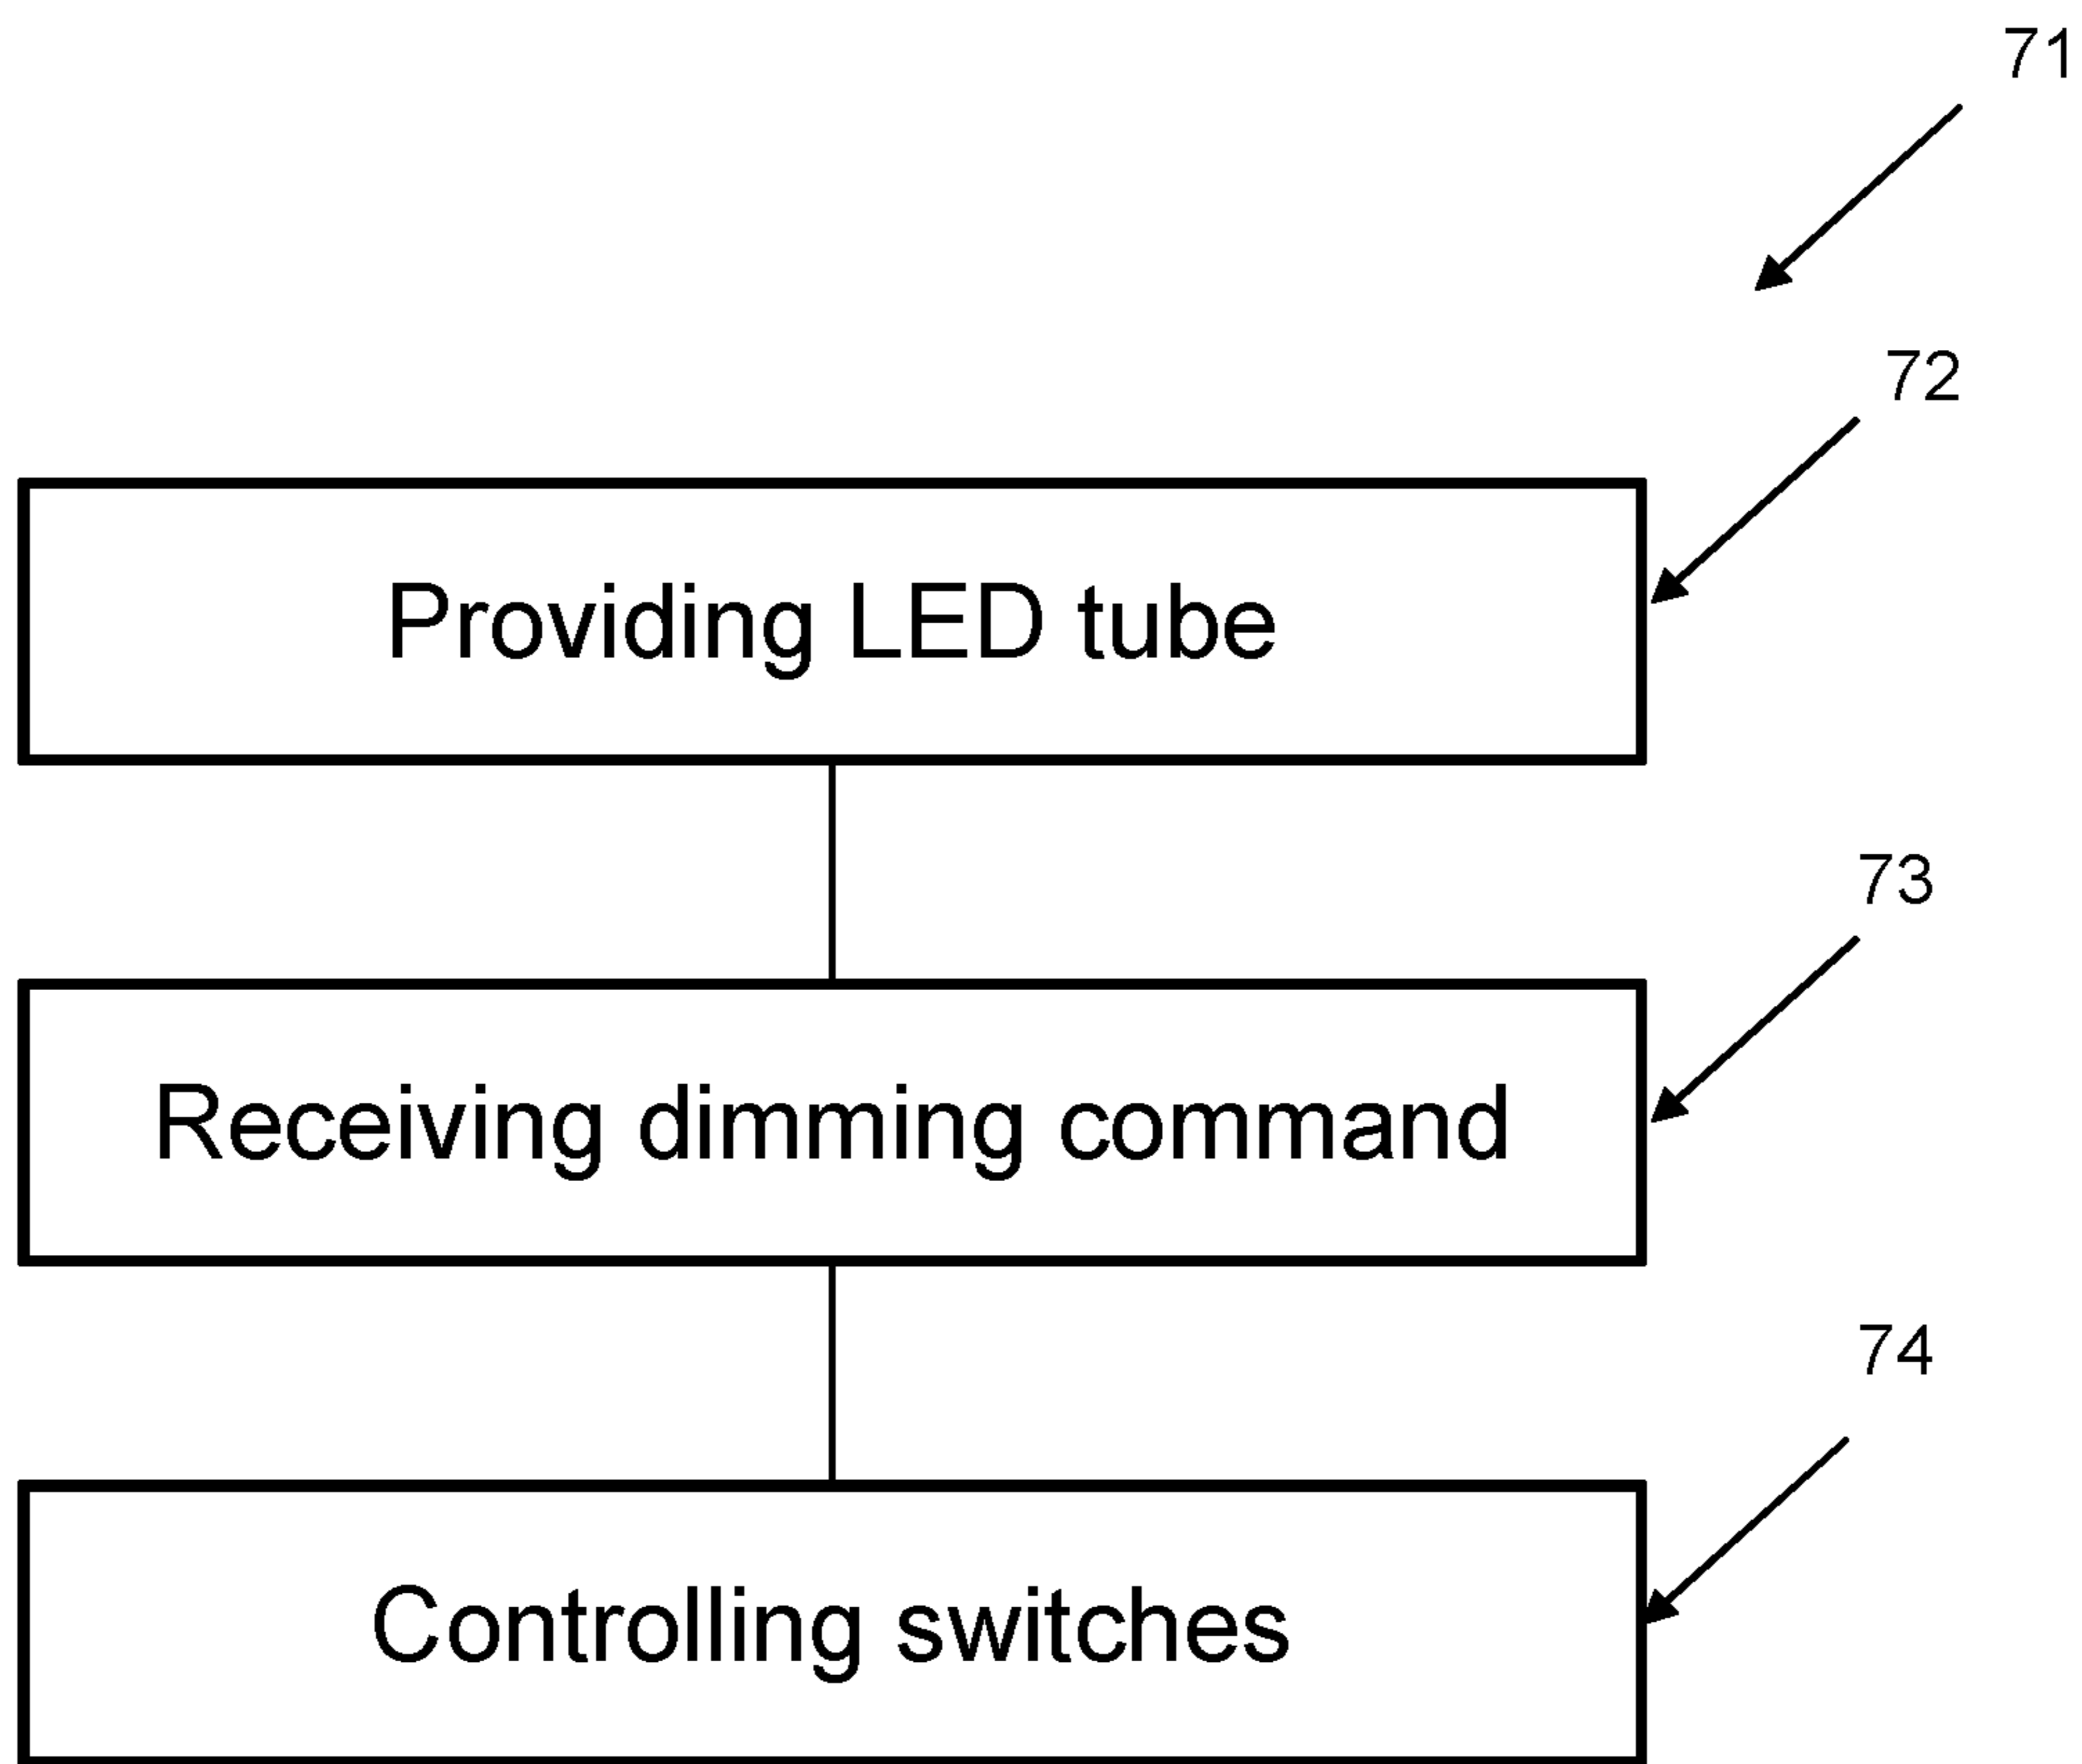 71
72
Providing LED tube
73
Receiving dimming command
74
Controlling switches